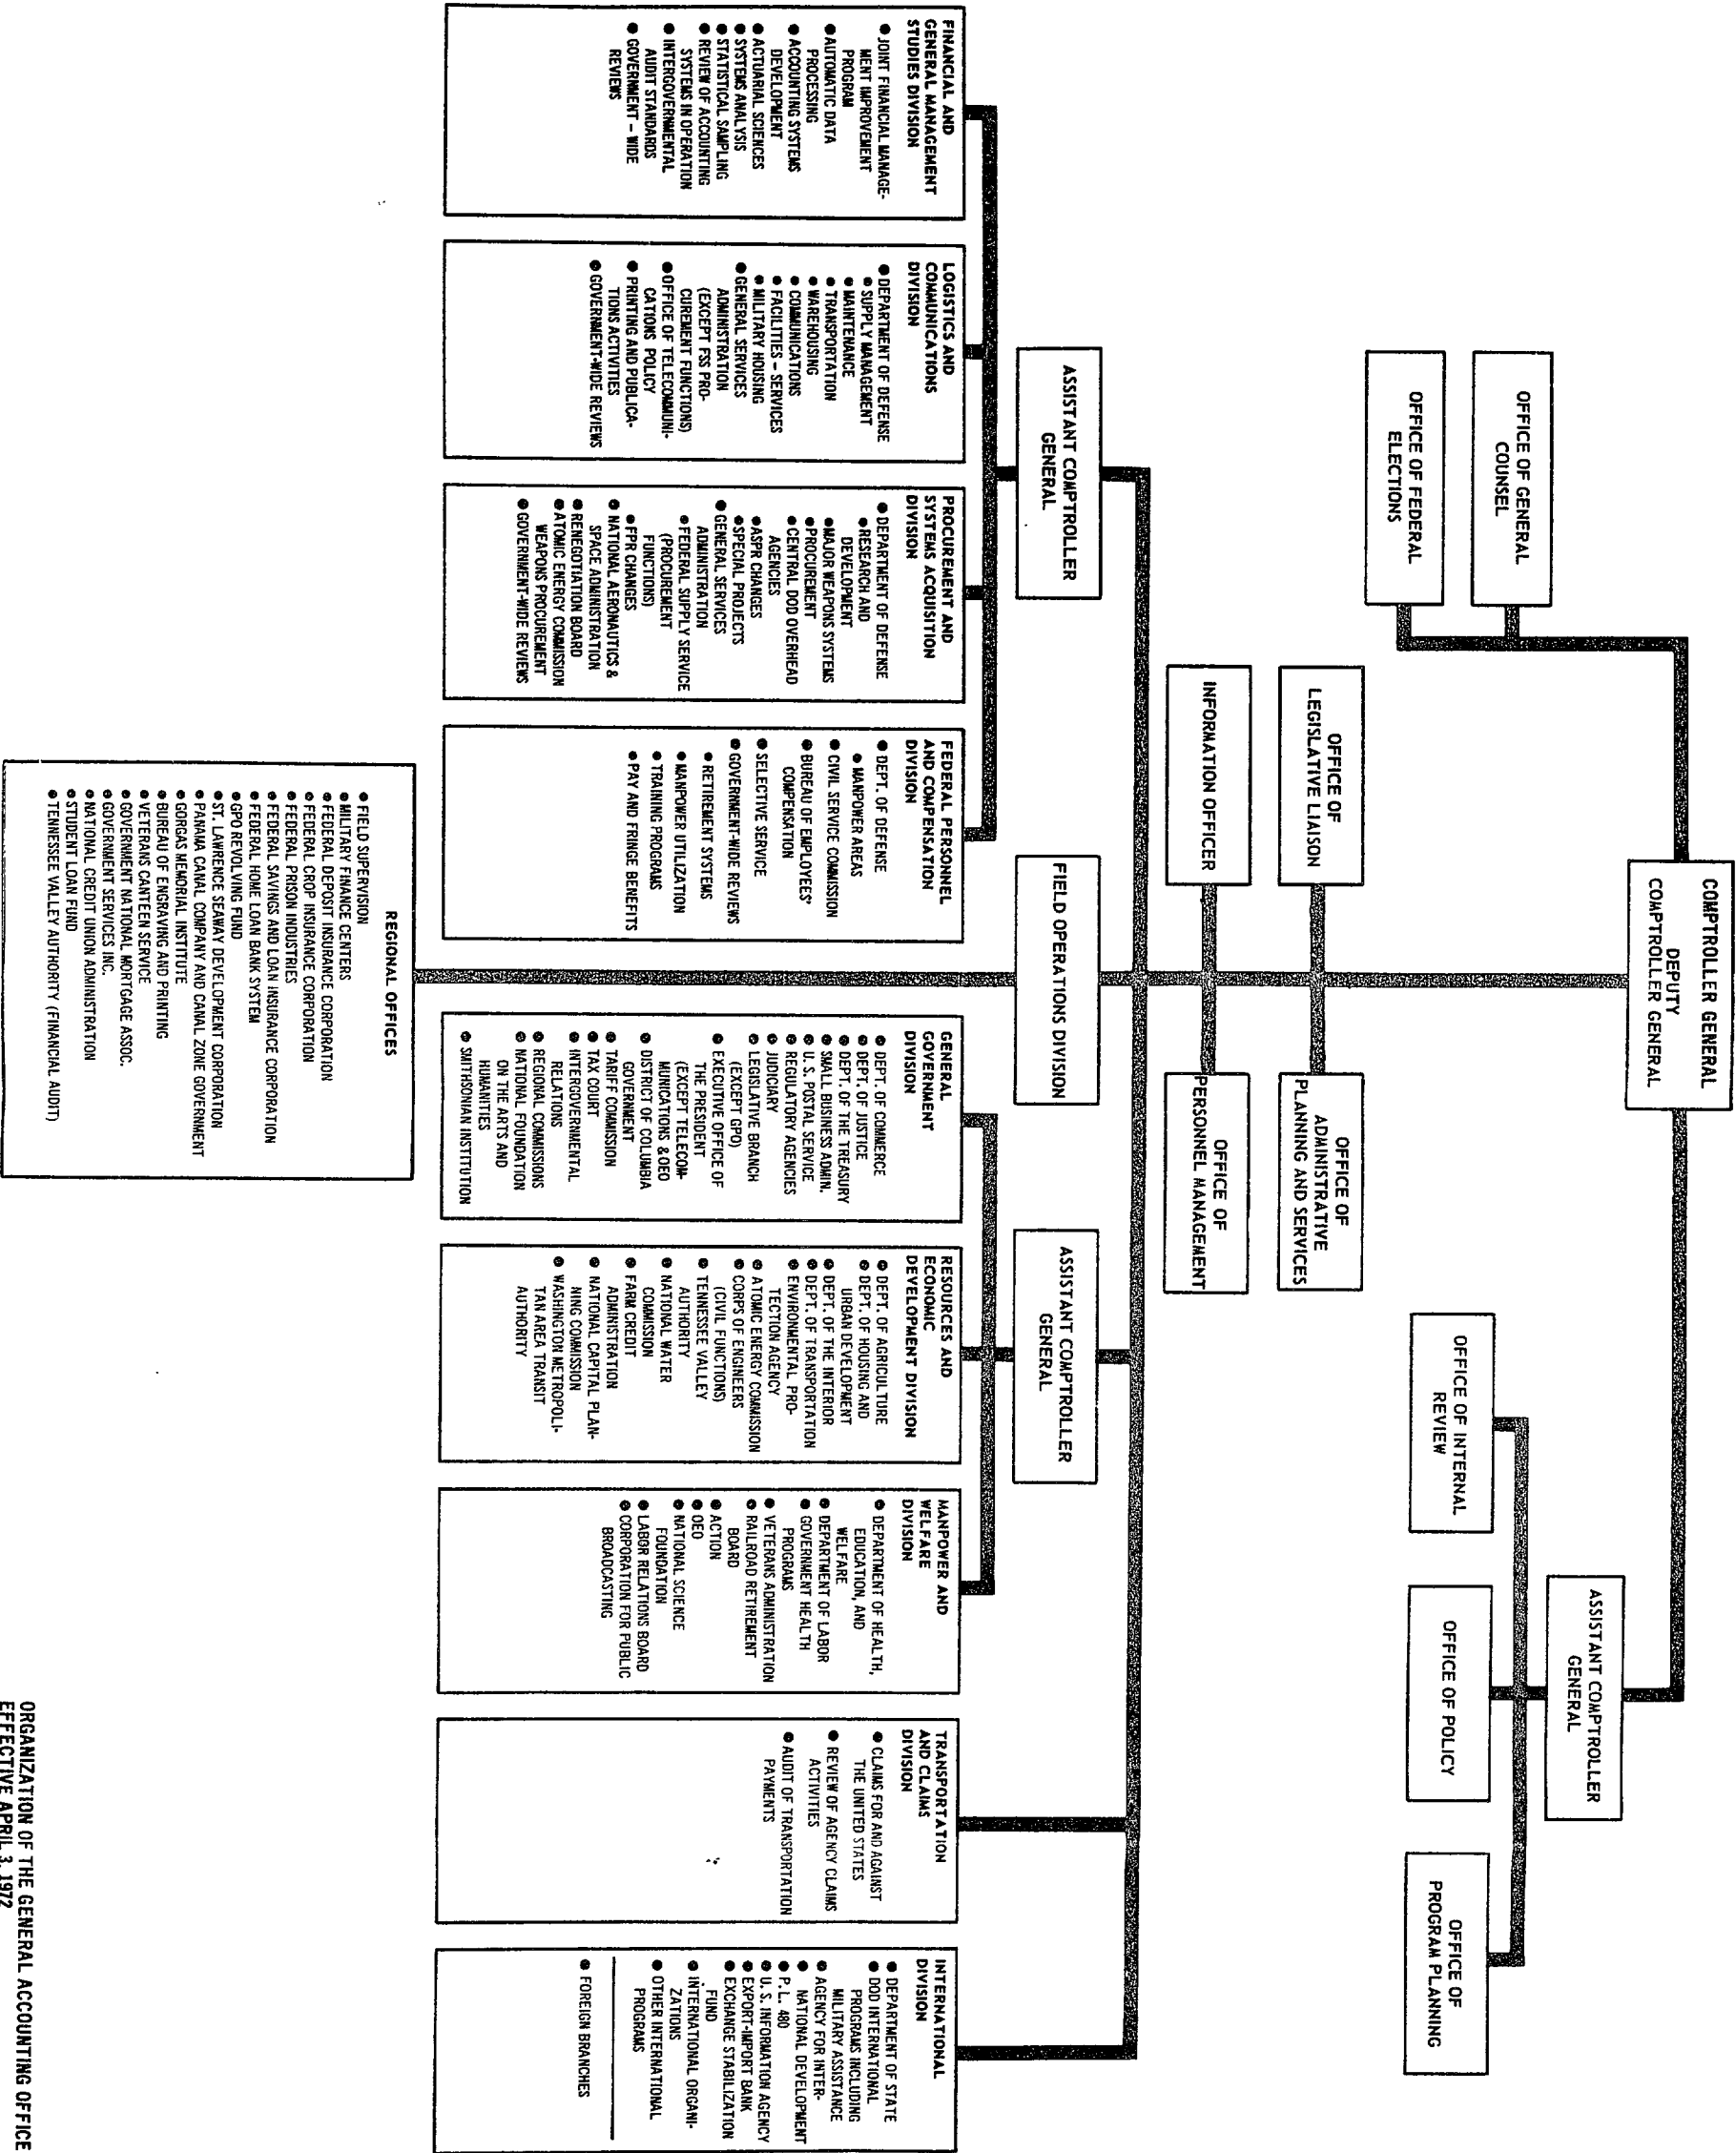 COMPTROLLER GENERAL
DEPUTY
COMPTROLLER GENERAL
OFFICE OF GENERAL
COUNSEL
OFFICE OF FEDERAL
ELECTIONS
ASSISTANT COMPTROLLER
GENERAL
OFFICE OF INTERNAL
REVIEW
OFFICE OF POLICY
OFFICE OF
PROGRAM PLANNING
OFFICE OF
LEGISLATIVE LIAISON
OFFICE OF
ADMINISTRATIVE
PLANNING AND SERVICES
INFORMATION OFFICER
OFFICE OF
PERSONNEL MANAGEMENT
ASSISTANT COMPTROLLER
GENERAL
FIELD OPERATIONS DIVISION
ASSISTANT COMPTROLLER
GENERAL
FINANCIAL AND
GENERAL MANAGEMENT
STUDIES DIVISION
● JOINT FINANCIAL MANAGE-
MENT IMPROVEMENT
PROGRAM
● AUTOMATIC DATA
PROCESSING
● ACCOUNTING SYSTEMS
DEVELOPMENT
● ACTUARIAL SCIENCES
● SYSTEMS ANALYSIS
● STATISTICAL SAMPLING
● REVIEW OF ACCOUNTING
SYSTEMS IN OPERATION
● INTERGOVERNMENTAL
AUDIT STANDARDS
● GOVERNMENT – WIDE
REVIEWS
LOGISTICS AND
COMMUNICATIONS
DIVISION
● DEPARTMENT OF DEFENSE
● SUPPLY MANAGEMENT
● MAINTENANCE
● TRANSPORTATION
● WAREHOUSING
● COMMUNICATIONS
● FACILITIES – SERVICES
● MILITARY HOUSING
● GENERAL SERVICES
ADMINISTRATION
(EXCEPT FSS PRO-
CUREMENT FUNCTIONS)
● OFFICE OF TELECOMMUNI-
CATIONS POLICY
● PRINTING AND PUBLICA-
TIONS ACTIVITIES
● GOVERNMENT-WIDE REVIEWS
PROCUREMENT AND
SYSTEMS ACQUISITION
DIVISION
● DEPARTMENT OF DEFENSE
● RESEARCH AND
DEVELOPMENT
● MAJOR WEAPONS SYSTEMS
● PROCUREMENT
● CENTRAL DOD OVERHEAD
AGENCIES
● ASPR CHANGES
● SPECIAL PROJECTS
● GENERAL SERVICES
ADMINISTRATION
● FEDERAL SUPPLY SERVICE
(PROCUREMENT
FUNCTIONS)
● FPR CHANGES
● NATIONAL AERONAUTICS &
SPACE ADMINISTRATION
● RENEGOTIATION BOARD
● ATOMIC ENERGY COMMISSION
WEAPONS PROCUREMENT
● GOVERNMENT-WIDE REVIEWS
FEDERAL PERSONNEL
AND COMPENSATION
DIVISION
● DEPT. OF DEFENSE
● MANPOWER AREAS
● CIVIL SERVICE COMMISSION
● BUREAU OF EMPLOYEES'
COMPENSATION
● SELECTIVE SERVICE
● GOVERNMENT-WIDE REVIEWS
● RETIREMENT SYSTEMS
● MANPOWER UTILIZATION
● TRAINING PROGRAMS
● PAY AND FRINGE BENEFITS
GENERAL
GOVERNMENT
DIVISION
● DEPT. OF COMMERCE
● DEPT. OF JUSTICE
● DEPT. OF THE TREASURY
● SMALL BUSINESS ADMIN.
● U. S. POSTAL SERVICE
● REGULATORY AGENCIES
● JUDICIARY
● LEGISLATIVE BRANCH
(EXCEPT GPO)
● EXECUTIVE OFFICE OF
THE PRESIDENT
(EXCEPT TELECOM-
MUNICATIONS & OEO
● DISTRICT OF COLUMBIA
GOVERNMENT
● TARIFF COMMISSION
● TAX COURT
● INTERGOVERNMENTAL
RELATIONS
● REGIONAL COMMISSIONS
● NATIONAL FOUNDATION
ON THE ARTS AND
HUMANITIES
● SMITHSONIAN INSTITUTION
RESOURCES AND
ECONOMIC
DEVELOPMENT DIVISION
● DEPT. OF AGRICULTURE
● DEPT. OF HOUSING AND
URBAN DEVELOPMENT
● DEPT. OF THE INTERIOR
● DEPT. OF TRANSPORTATION
● ENVIRONMENTAL PRO-
TECTION AGENCY
● ATOMIC ENERGY COMMISSION
● CORPS OF ENGINEERS
(CIVIL FUNCTIONS)
● TENNESSEE VALLEY
AUTHORITY
● NATIONAL WATER
COMMISSION
● FARM CREDIT
ADMINISTRATION
● NATIONAL CAPITAL PLAN-
NING COMMISSION
● WASHINGTON METROPOLI-
TAN AREA TRANSIT
AUTHORITY
MANPOWER AND
WELFARE
DIVISION
● DEPARTMENT OF HEALTH,
EDUCATION, AND
WELFARE
● DEPARTMENT OF LABOR
● GOVERNMENT HEALTH
PROGRAMS
● VETERANS ADMINISTRATION
● RAILROAD RETIREMENT
BOARD
● ACTION
● OEO
● NATIONAL SCIENCE
FOUNDATION
● LABOR RELATIONS BOARD
● CORPORATION FOR PUBLIC
BROADCASTING
TRANSPORTATION
AND CLAIMS
DIVISION
● CLAIMS FOR AND AGAINST
THE UNITED STATES
● REVIEW OF AGENCY CLAIMS
ACTIVITIES
● AUDIT OF TRANSPORTATION
PAYMENTS
INTERNATIONAL
DIVISION
● DEPARTMENT OF STATE
● DOD INTERNATIONAL
PROGRAMS INCLUDING
MILITARY ASSISTANCE
● AGENCY FOR INTER-
NATIONAL DEVELOPMENT
● P. L. 480
● U. S. INFORMATION AGENCY
● EXPORT-IMPORT BANK
● EXCHANGE STABILIZATION
FUND
● INTERNATIONAL ORGANI-
ZATIONS
● OTHER INTERNATIONAL
PROGRAMS
● FOREIGN BRANCHES
REGIONAL OFFICES
● FIELD SUPERVISION
● MILITARY FINANCE CENTERS
● FEDERAL DEPOSIT INSURANCE CORPORATION
● FEDERAL CROP INSURANCE CORPORATION
● FEDERAL PRISON INDUSTRIES
● FEDERAL SAVINGS AND LOAN INSURANCE CORPORATION
● FEDERAL HOME LOAN BANK SYSTEM
● GPO REVOLVING FUND
● ST. LAWRENCE SEAWAY DEVELOPMENT CORPORATION
● PANAMA CANAL COMPANY AND CANAL ZONE GOVERNMENT
● GORGAS MEMORIAL INSTITUTE
● BUREAU OF ENGRAVING AND PRINTING
● VETERANS CANTEEN SERVICE
● GOVERNMENT NATIONAL MORTGAGE ASSOC.
● GOVERNMENT SERVICES INC.
● NATIONAL CREDIT UNION ADMINISTRATION
● STUDENT LOAN FUND
● TENNESSEE VALLEY AUTHORITY (FINANCIAL AUDIT)
ORGANIZATION OF THE GENERAL ACCOUNTING OFFICE
EFFECTIVE APRIL 3, 1972